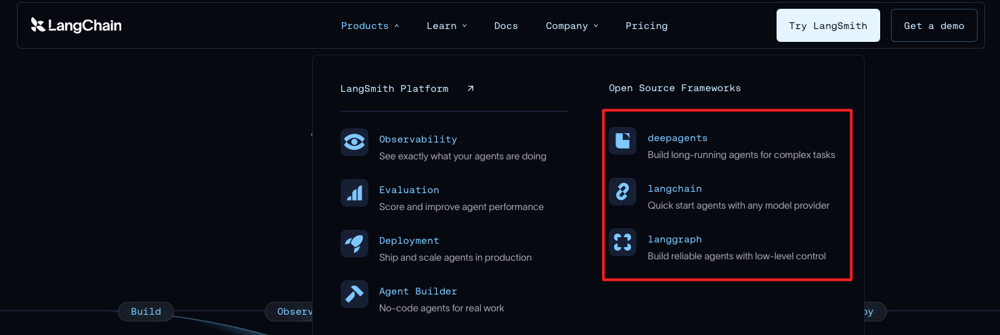 LangChain
Products
Learn
Docs
Company
Pricing
Try LangSmith
Get a demo
LangSmith Platform
Observability
See exactly what your agents are doing
Evaluation
Score and improve agent performance
Deployment
Ship and scale agents in production
Agent Builder
No-code agents for real work
Open Source Frameworks
deepagents
Build long-running agents for complex tasks
langchain
Quick start agents with any model provider
langgraph
Build reliable agents with low-level control
Build
Observ
oy